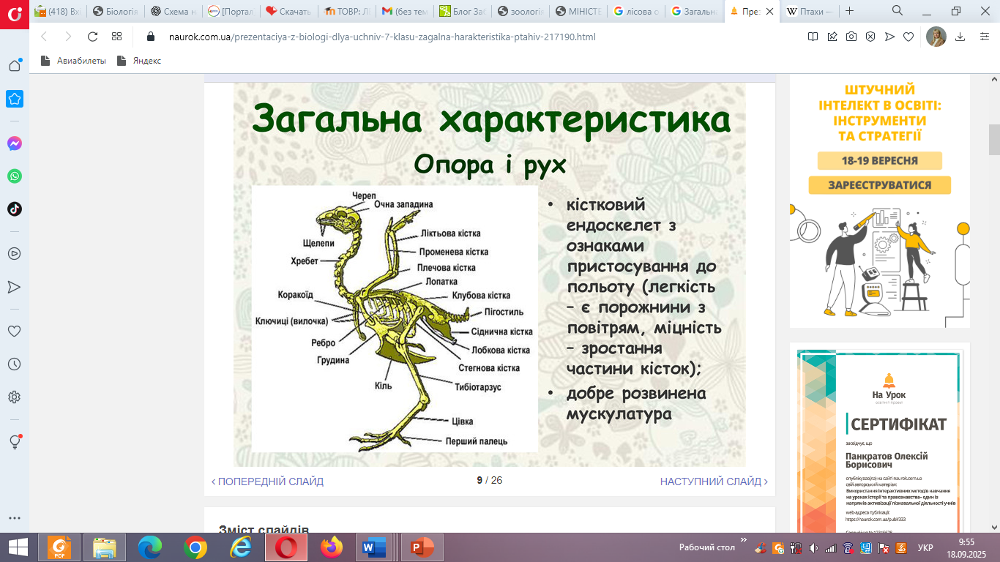 (418) Вхі
Біологія
Схема н
[Портал
Скачать
ТОВР: Лі
(без тем
Блог Заб
зоологія
МІНІСТЕ
лісова о
Загальна
През
Птахи —
naurok.com.ua/prezentaciya-z-biologi-dlya-uchniv-7-klasu-zagalna-harakteristika-ptahiv-217190.html
Авиабилеты
Яндекс
Загальна характеристика
Опора і рух
Череп
Очна западина
Ліктьова кістка
Щелепи
Променева кістка
Хребет
Плечова кістка
Лопатка
Коракоїд
Клубова кістка
Пігостиль
Ключиці (вилочка)
Сіднична кістка
Ребро
Лобкова кістка
Грудина
Стегнова кістка
Кіль
Тибіотарзус
Цівка
Перший палець
• кістковий
ендоскелет з
ознаками
пристосування до
польоту (легкість
– є порожнини з
повітрям, міцність
– зростання
частини кісток);
• добре розвинена
мускулатура
‹ ПОПЕРЕДНІЙ СЛАЙД
9 / 26
НАСТУПНИЙ СЛАЙД ›
Зміст слайдів
ШТУЧНИЙ
ІНТЕЛЕКТ В ОСВІТІ:
ІНСТРУМЕНТИ
ТА СТРАТЕГІЇ
18-19 ВЕРЕСНЯ
ЗАРЕЄСТРУВАТИСЯ
На Урок
освітній проект
СЕРТИФІКАТ
засвідчує, що
Панкратов Олексій
Борисович
опублікував(ла) на сайті naurok.com.ua
свій авторський матеріал:
Використання інтерактивних методів навчання
на уроках історії та правознавства– один із
напрямів активізації пізнавальної діяльності учнів
web-адреса публікації:
https://naurok.com.ua/publ/333
PDF
Рабочий стол
»
УКР
9:55
18.09.2025